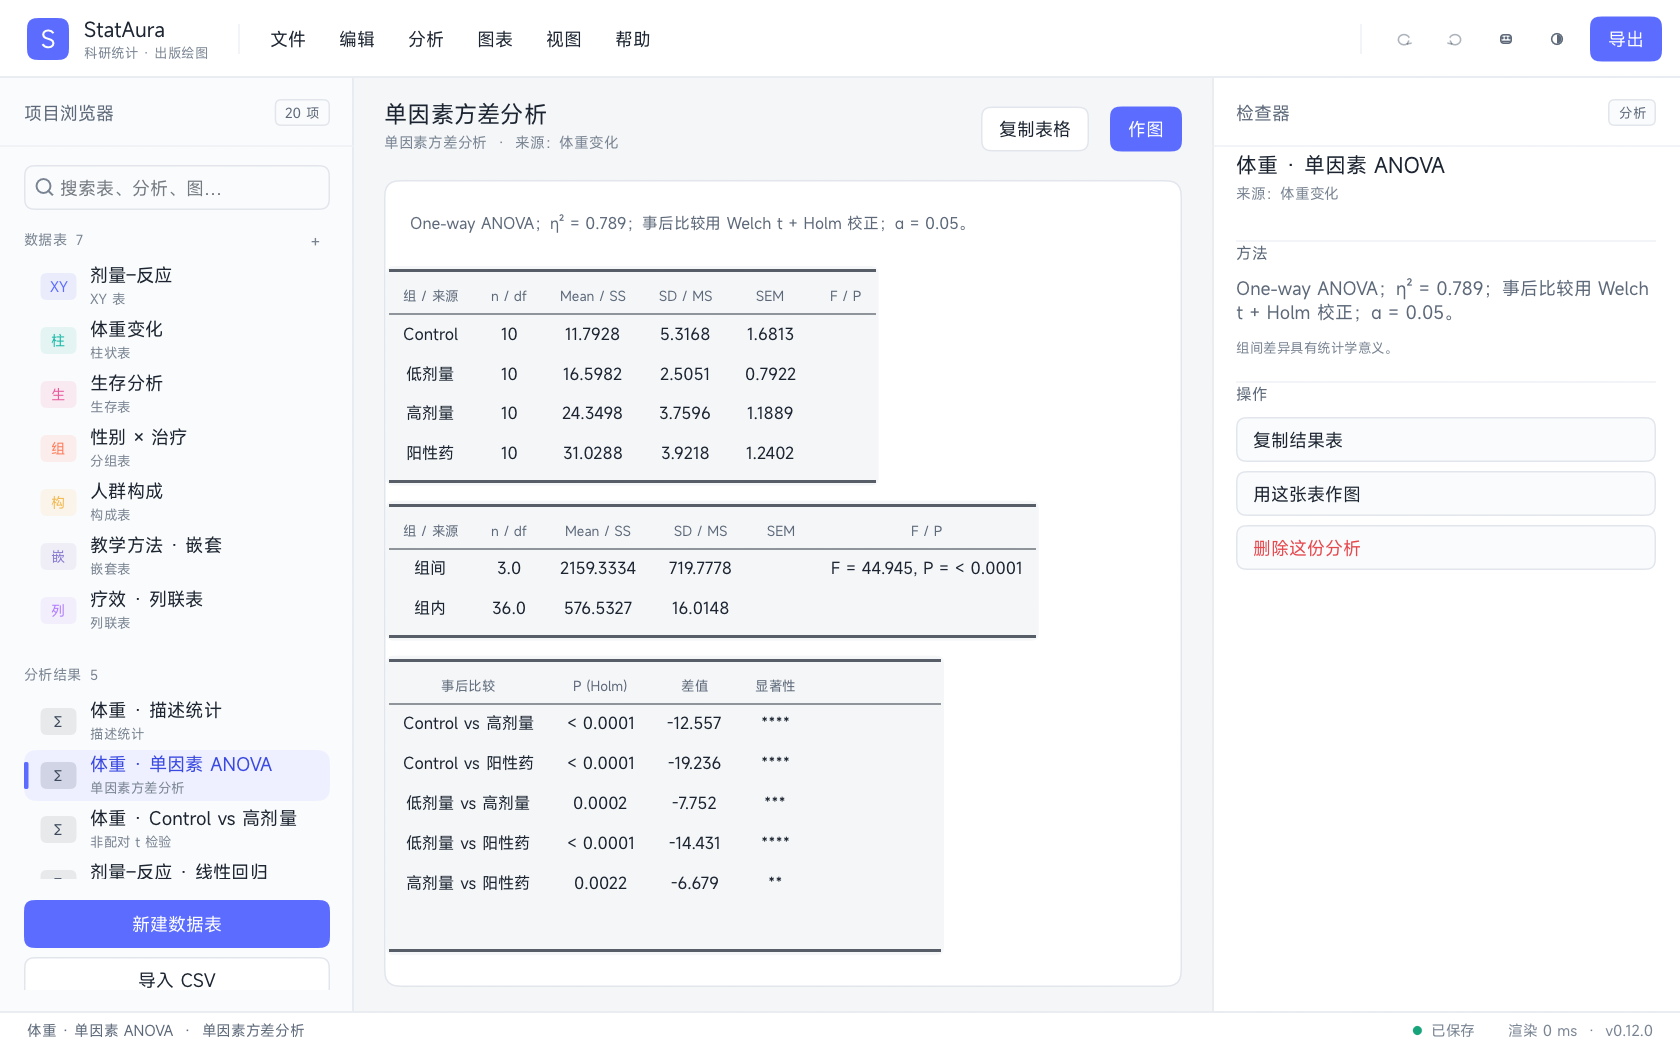 S
StatAura
科研统计 · 出版绘图
文件 编辑 分析 图表 视图 帮助
导出
项目浏览器
20 项
搜索表、分析、图…
数据表 7
+
XY
剂量–反应
XY 表
柱
体重变化
柱状表
生
生存分析
生存表
组
性别 × 治疗
分组表
构
人群构成
构成表
嵌
教学方法 · 嵌套
嵌套表
列
疗效 · 列联表
列联表
分析结果 5
Σ
体重 · 描述统计
描述统计
Σ
体重 · 单因素 ANOVA
单因素方差分析
Σ
体重 · Control vs 高剂量
非配对 t 检验
剂量–反应 · 线性回归
新建数据表
导入 CSV
单因素方差分析
单因素方差分析 · 来源：体重变化
复制表格
作图
One-way ANOVA；η² = 0.789；事后比较用 Welch t + Holm 校正；α = 0.05。
组 / 来源 n / df Mean / SS SD / MS SEM F / P
Control 10 11.7928 5.3168 1.6813
低剂量 10 16.5982 2.5051 0.7922
高剂量 10 24.3498 3.7596 1.1889
阳性药 10 31.0288 3.9218 1.2402
组 / 来源 n / df Mean / SS SD / MS SEM F / P
组间 3.0 2159.3334 719.7778 F = 44.945, P = < 0.0001
组内 36.0 576.5327 16.0148
事后比较 P (Holm) 差值 显著性
Control vs 高剂量 < 0.0001 -12.557 ****
Control vs 阳性药 < 0.0001 -19.236 ****
低剂量 vs 高剂量 0.0002 -7.752 ***
低剂量 vs 阳性药 < 0.0001 -14.431 ****
高剂量 vs 阳性药 0.0022 -6.679 **
检查器
分析
体重 · 单因素 ANOVA
来源：体重变化
方法
One-way ANOVA；η² = 0.789；事后比较用 Welch
t + Holm 校正；α = 0.05。
组间差异具有统计学意义。
操作
复制结果表
用这张表作图
删除这份分析
体重 · 单因素 ANOVA · 单因素方差分析
已保存 渲染 0 ms · v0.12.0